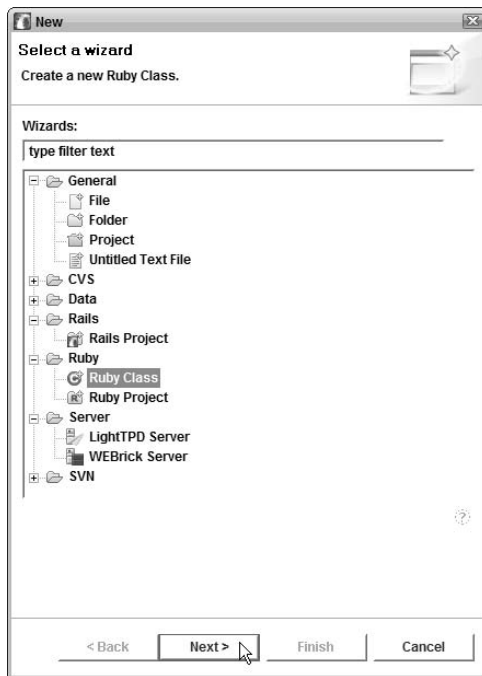 New
Select a wizard
Create a new Ruby Class.
Wizards:
type filter text
General
File
Folder
Project
Untitled Text File
CVS
Data
Rails
Rails Project
Ruby
Ruby Class
Ruby Project
Server
LightTPD Server
WEBrick Server
SVN
?
< Back
Next >
Finish
Cancel